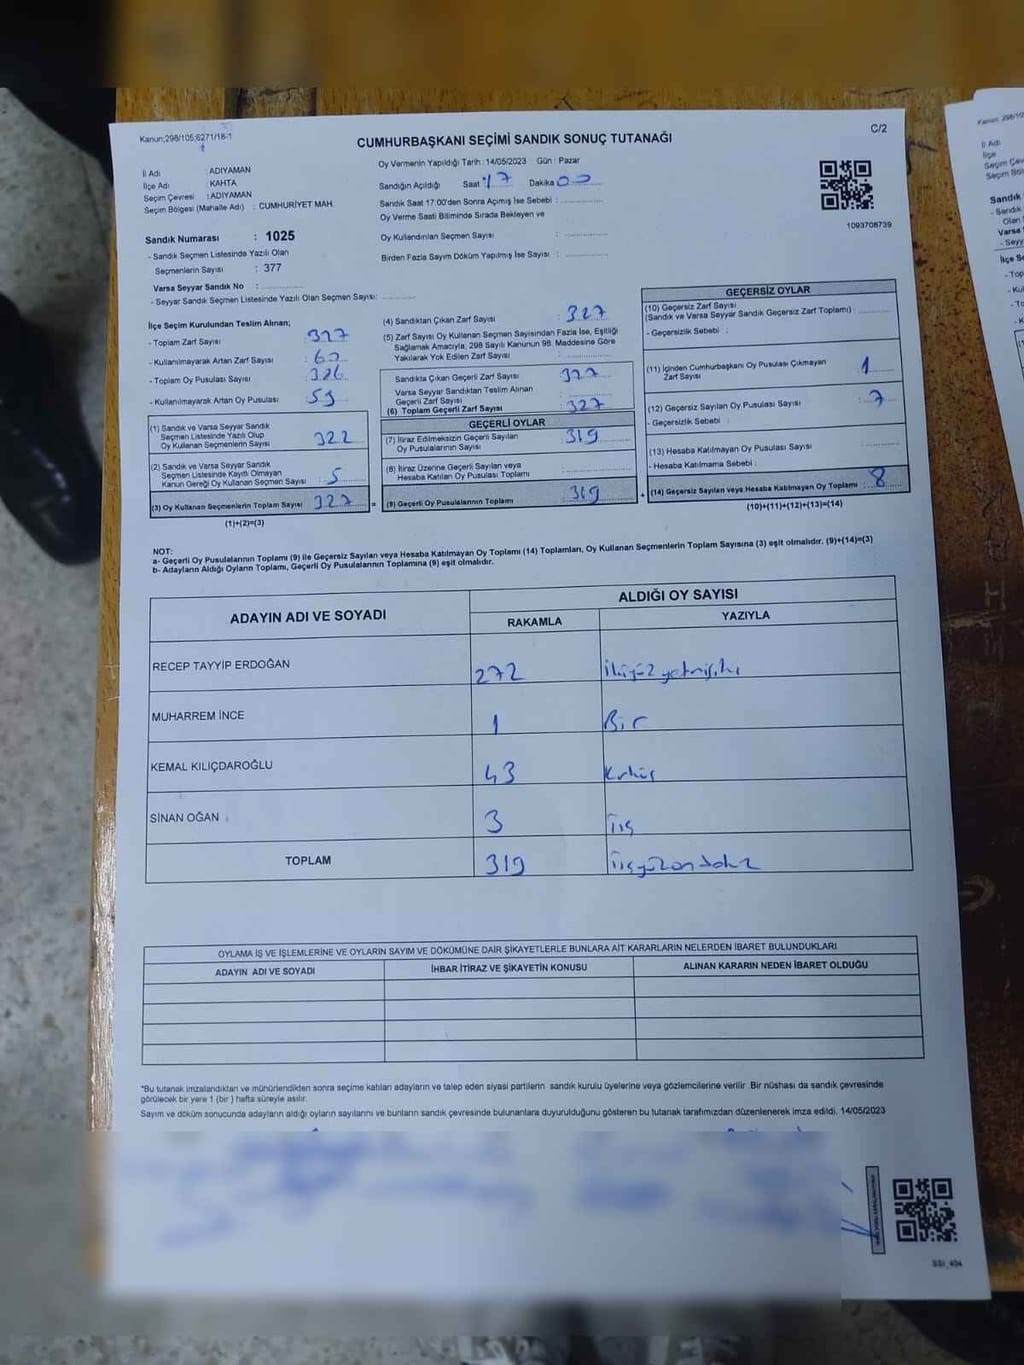 Kanun;298/105;6271/18-1
C/2
CUMHURBAŞKANI SEÇİMİ SANDIK SONUÇ TUTANAĞI
İl Adı : ADIYAMAN
İlçe Adı : KAHTA
Seçim Çevresi : ADIYAMAN
Seçim Bölgesi (Mahalle Adı) : CUMHURİYET MAH.
Oy Vermenin Yapıldığı Tarih : 14/05/2023 Gün : Pazar
Sandığın Açıldığı Saat : 17 Dakika 00
Sandık Saat 17:00'den Sonra Açımış İse Sebebi :
Oy Verme Saati Bitiminde Sırada Bekleyen ve
Oy Kullandırılan Seçmen Sayısı :
Birden Fazla Sayım Döküm Yapılmış İse Sayısı :
1093708739
Sandık Numarası : 1025
- Sandık Seçmen Listesinde Yazılı Olan
Seçmenlerin Sayısı : 377
Varsa Seyyar Sandık No :
- Seyyar Sandık Seçmen Listesinde Yazılı Olan Seçmen Sayısı:
İlçe Seçim Kurulundan Teslim Alınan;
- Toplam Zarf Sayısı
- Kullanılmayarak Artan Zarf Sayısı
- Toplam Oy Pusulası Sayısı
- Kullanılmayarak Artan Oy Pusulası : 59
(1) Sandık ve Varsa Seyyar Sandık
Seçmen Listesinde Yazılı Olup
Oy Kullanan Seçmenlerin Sayısı 322
(2) Sandık ve Varsa Seyyar Sandık
Seçmen Listesinde Kayıtlı Olmayan
Kanun Gereği Oy Kullanan Seçmen Sayısı 5
(3) Oy Kullanan Seçmenlerin Toplam Sayısı 327 =
(1)+(2)=(3)
(4) Sandıktan Çıkan Zarf Sayısı : 327
(5) Zarf Sayısı Oy Kullanan Seçmen Sayısından Fazla İse, Eşitliği
Sağlamak Amacıyla, 298 Sayılı Kanunun 98. Maddesine Göre
Yakılarak Yok Edilen Zarf Sayısı :
Sandıkta Çıkan Geçerli Zarf Sayısı : 327
Varsa Seyyar Sandıktan Teslim Alınan
Geçerli Zarf Sayısı :
(6) Toplam Geçerli Zarf Sayısı : 327
GEÇERLİ OYLAR
(7) İtiraz Edilmeksizin Geçerli Sayılan
Oy Pusulalarının Sayısı : 319
(8) İtiraz Üzerine Geçerli Sayılan veya
Hesaba Katılan Oy Pusulası Toplamı :
(9) Geçerli Oy Pusulalarının Toplamı : 319 +
GEÇERSİZ OYLAR
(10) Geçersiz Zarf Sayısı
(Sandık ve Varsa Seyyar Sandık Geçersiz Zarf Toplamı) :
- Geçersizlik Sebebi :
(11) İçinden Cumhurbaşkanı Oy Pusulası Çıkmayan
Zarf Sayısı : 1
(12) Geçersiz Sayılan Oy Pusulası Sayısı : 7
- Geçersizlik Sebebi :
(13) Hesaba Katılmayan Oy Pusulası Sayısı :
- Hesaba Katılmama Sebebi :
(14) Geçersiz Sayılan veya Hesaba Katılmayan Oy Toplamı : 8
(10)+(11)+(12)+(13)=(14)
NOT:
a- Geçerli Oy Pusulalarının Toplamı (9) ile Geçersiz Sayılan veya Hesaba Katılmayan Oy Toplamı (14) Toplamları, Oy Kullanan Seçmenlerin Toplam Sayısına (3) eşit olmalıdır. (9)+(14)=(3)
b- Adayların Aldığı Oyların Toplamı, Geçerli Oy Pusulalarının Toplamına (9) eşit olmalıdır.
ADAYIN ADI VE SOYADI
ALDIĞI OY SAYISI
RAKAMLA YAZIYLA
RECEP TAYYİP ERDOĞAN 272 ikiyüz yetmişiki
MUHARREM İNCE 1 Bir
KEMAL KILIÇDAROĞLU 43 Kırküç
SİNAN OĞAN 3 üç
TOPLAM 319 üçyüzondokuz
OYLAMA İŞ VE İŞLEMLERİNE VE OYLARIN SAYIM VE DÖKÜMÜNE DAİR ŞİKAYETLERLE BUNLARA AİT KARARLARIN NELERDEN İBARET BULUNDUKLARI
ADAYIN ADI VE SOYADI İHBAR İTİRAZ VE ŞİKAYETİN KONUSU ALINAN KARARIN NEDEN İBARET OLDUĞU
*Bu tutanak imzalandıktan ve mühürlendikten sonra seçime katılan adayların ve talep eden siyasi partilerin sandık kurulu üyelerine veya gözlemcilerine verilir. Bir nüshası da sandık çevresinde
görülecek bir yere 1 (bir) hafta süreyle asılır.
Sayım ve döküm sonucunda adayların aldığı oyların sayılarını ve bunların sandık çevresinde bulunanlara duyurulduğunu gösteren bu tutanak tarafımızdan düzenlenerek imza edildi. 14/05/2023